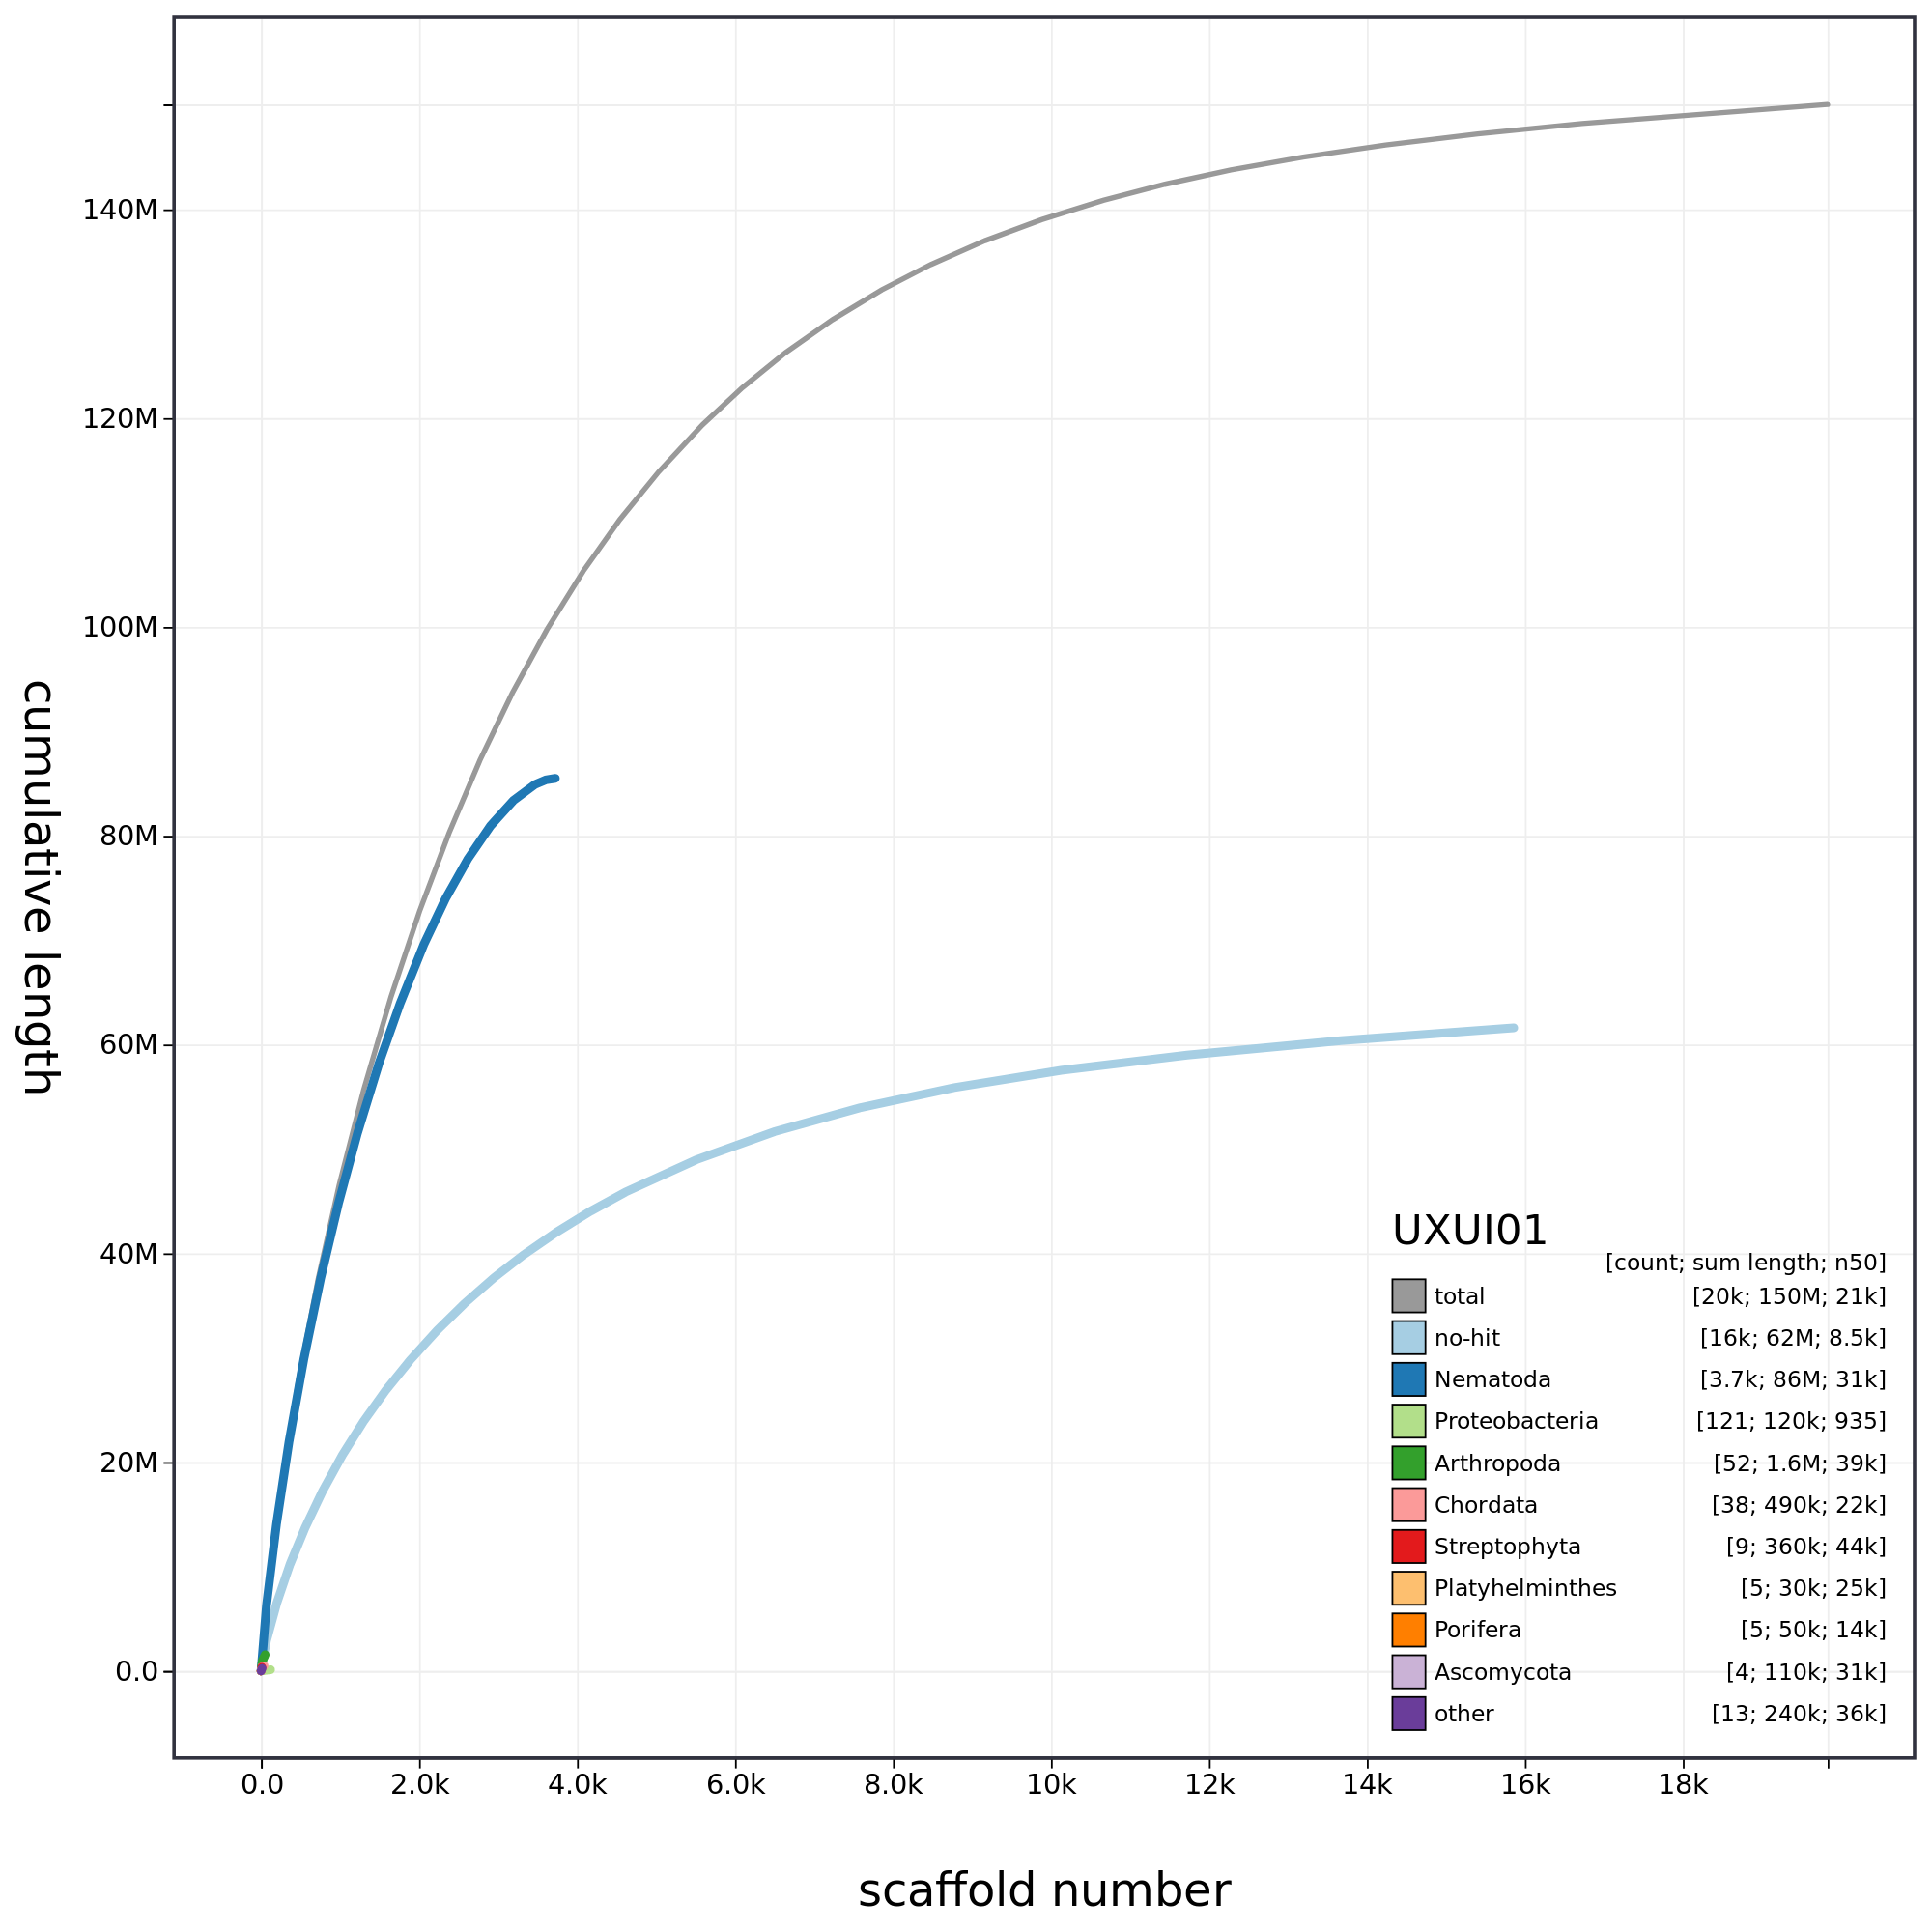 140M
120M
100M
80M
60M
40M
20M
0.0
cumulative length
UXUI01
[count; sum length; n50]
total [20k; 150M; 21k]
no-hit [16k; 62M; 8.5k]
Nematoda [3.7k; 86M; 31k]
Proteobacteria [121; 120k; 935]
Arthropoda [52; 1.6M; 39k]
Chordata [38; 490k; 22k]
Streptophyta [9; 360k; 44k]
Platyhelminthes [5; 30k; 25k]
Porifera [5; 50k; 14k]
Ascomycota [4; 110k; 31k]
other [13; 240k; 36k]
0.0 2.0k 4.0k 6.0k 8.0k 10k 12k 14k 16k 18k
scaffold number